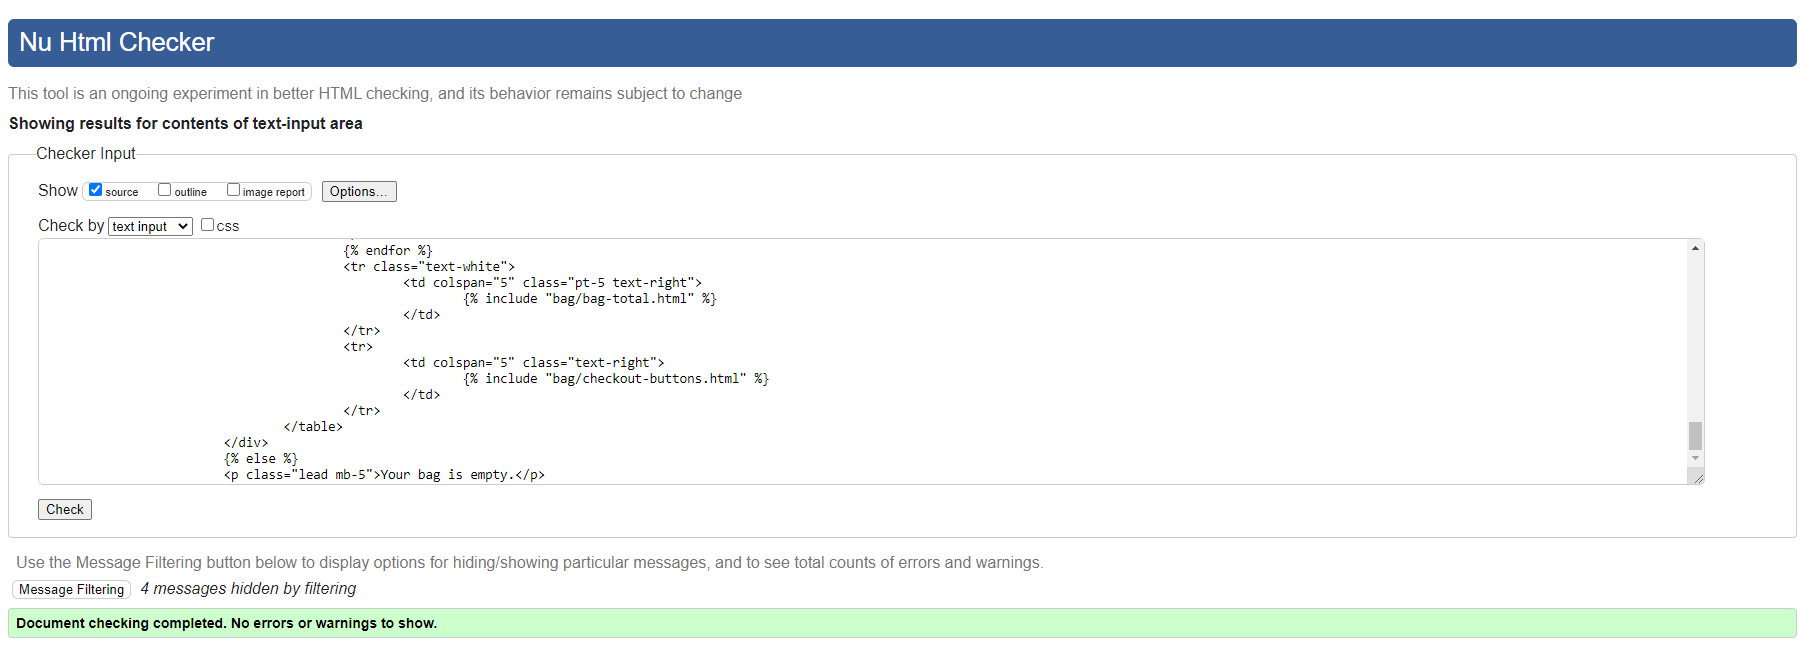 Nu Html Checker
This tool is an ongoing experiment in better HTML checking, and its behavior remains subject to change
Showing results for contents of text-input area
Checker Input
Show source outline image report Options...
Check by text input css
{% endfor %}
<tr class="text-white">
<td colspan="5" class="pt-5 text-right">
{% include "bag/bag-total.html" %}
</td>
</tr>
<tr>
<td colspan="5" class="text-right">
{% include "bag/checkout-buttons.html" %}
</td>
</tr>
</table>
</div>
{% else %}
<p class="lead mb-5">Your bag is empty.</p>
Check
Use the Message Filtering button below to display options for hiding/showing particular messages, and to see total counts of errors and warnings.
Message Filtering 4 messages hidden by filtering
Document checking completed. No errors or warnings to show.